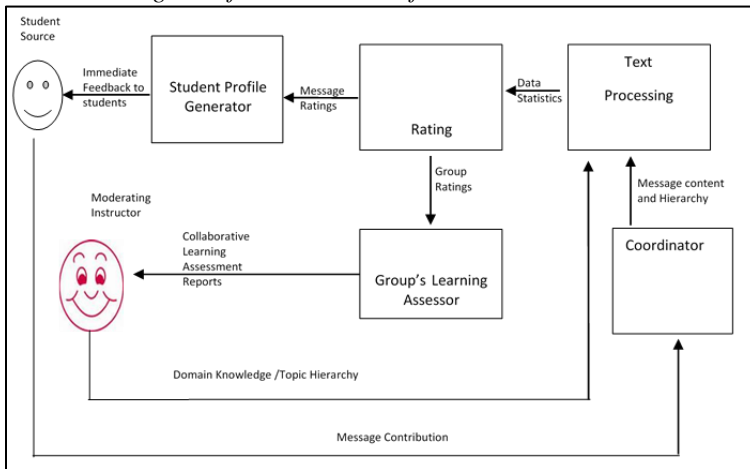 Student
Source
Immediate
Feedback to
students
Student Profile
Generator
Message
Ratings
Rating
Data
Statistics
Text
Processing
Group
Ratings
Message content
and Hierarchy
Moderating
Instructor
Collaborative
Learning
Assessment
Reports
Group's Learning
Assessor
Coordinator
Domain Knowledge /Topic Hierarchy
Message Contribution